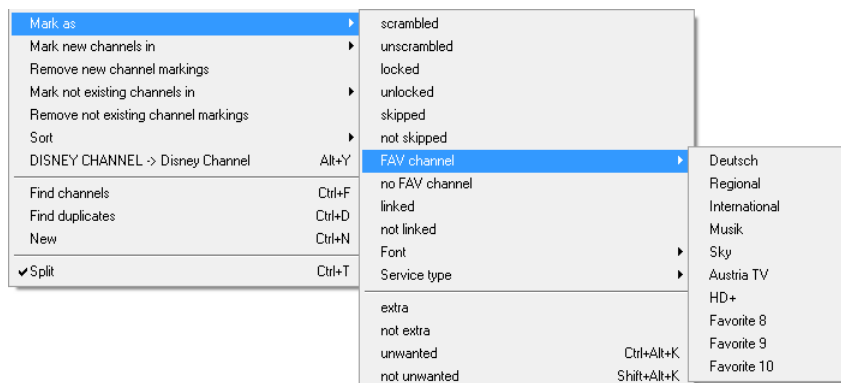 Mark as
Mark new channels in
Remove new channel markings
Mark not existing channels in
Remove not existing channel markings
Sort
DISNEY CHANNEL -> Disney Channel Alt+Y
Find channels Ctrl+F
Find duplicates Ctrl+D
New Ctrl+N
Split Ctrl+T
scrambled
unscrambled
locked
unlocked
skipped
not skipped
FAV channel
no FAV channel
linked
not linked
Font
Service type
extra
not extra
unwanted Ctrl+Alt+K
not unwanted Shift+Alt+K
Deutsch
Regional
International
Musik
Sky
Austria TV
HD+
Favorite 8
Favorite 9
Favorite 10